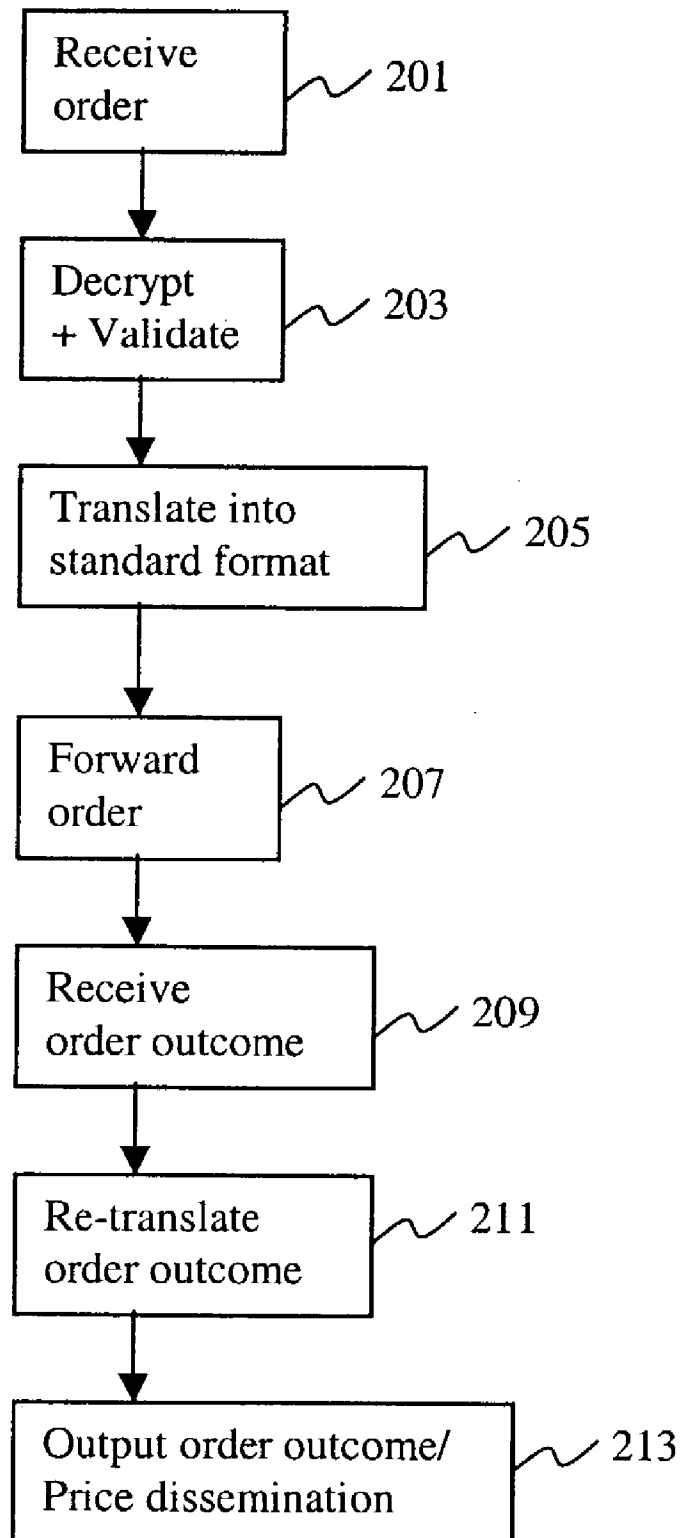 Receive
order
201
Decrypt
+ Validate
203
Translate into
standard format
205
Forward
order
207
Receive
order outcome
209
Re-translate
order outcome
211
Output order outcome/
Price dissemination
213